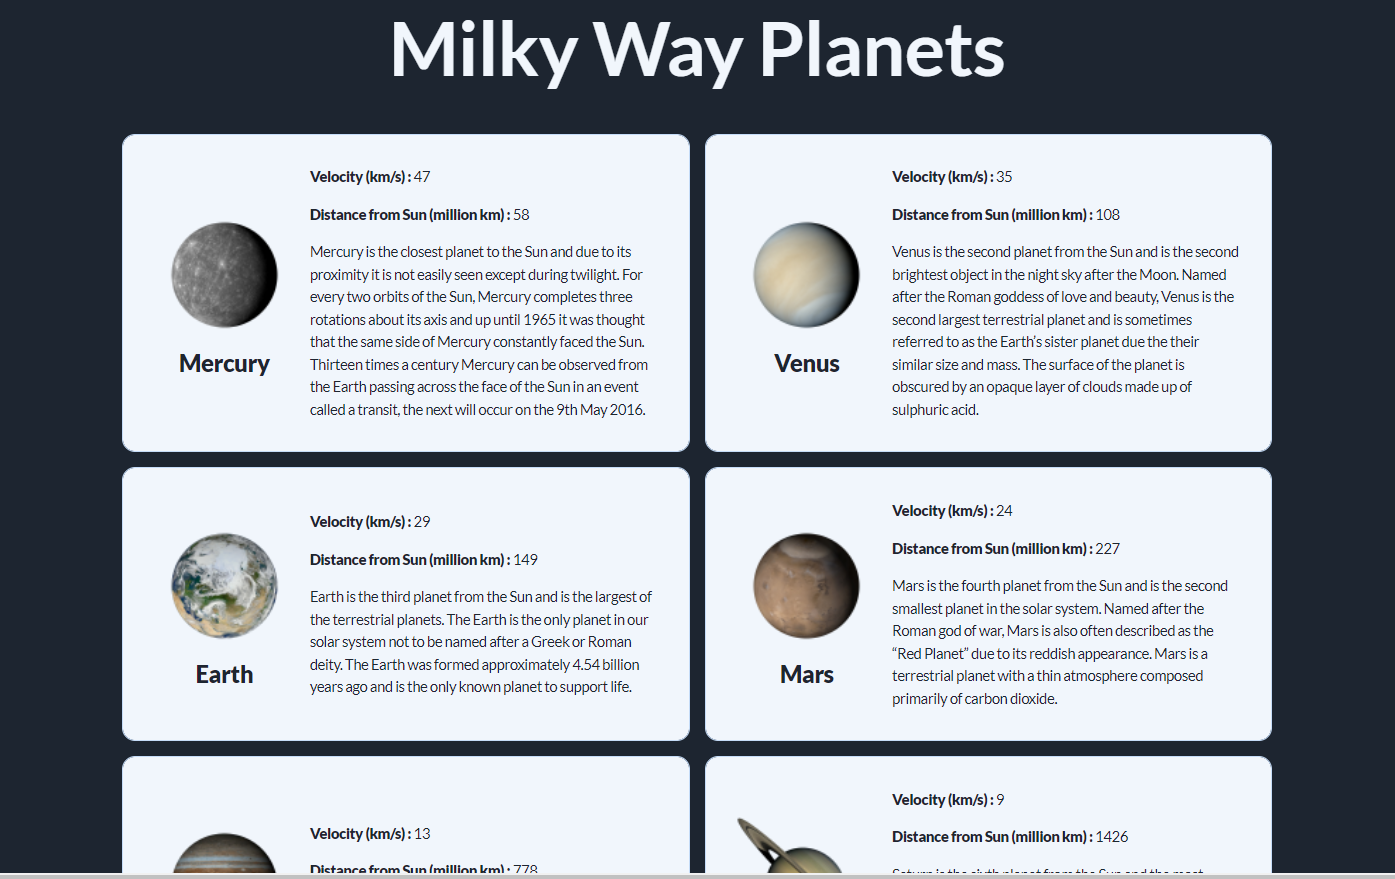 Milky Way Planets
Velocity (km/s) : 47
Distance from Sun (million km) : 58
Mercury is the closest planet to the Sun and due to its
proximity it is not easily seen except during twilight. For
every two orbits of the Sun, Mercury completes three
rotations about its axis and up until 1965 it was thought
that the same side of Mercury constantly faced the Sun.
Thirteen times a century Mercury can be observed from
the Earth passing across the face of the Sun in an event
called a transit, the next will occur on the 9th May 2016.
Mercury
Velocity (km/s) : 35
Distance from Sun (million km) : 108
Venus is the second planet from the Sun and is the second
brightest object in the night sky after the Moon. Named
after the Roman goddess of love and beauty, Venus is the
second largest terrestrial planet and is sometimes
referred to as the Earth’s sister planet due the their
similar size and mass. The surface of the planet is
obscured by an opaque layer of clouds made up of
sulphuric acid.
Venus
Velocity (km/s) : 29
Distance from Sun (million km) : 149
Earth is the third planet from the Sun and is the largest of
the terrestrial planets. The Earth is the only planet in our
solar system not to be named after a Greek or Roman
deity. The Earth was formed approximately 4.54 billion
years ago and is the only known planet to support life.
Earth
Velocity (km/s) : 24
Distance from Sun (million km) : 227
Mars is the fourth planet from the Sun and is the second
smallest planet in the solar system. Named after the
Roman god of war, Mars is also often described as the
“Red Planet” due to its reddish appearance. Mars is a
terrestrial planet with a thin atmosphere composed
primarily of carbon dioxide.
Mars
Velocity (km/s) : 13
Distance from Sun (million km) : 778
Velocity (km/s) : 9
Distance from Sun (million km) : 1426
Saturn is the sixth planet from the Sun and the most